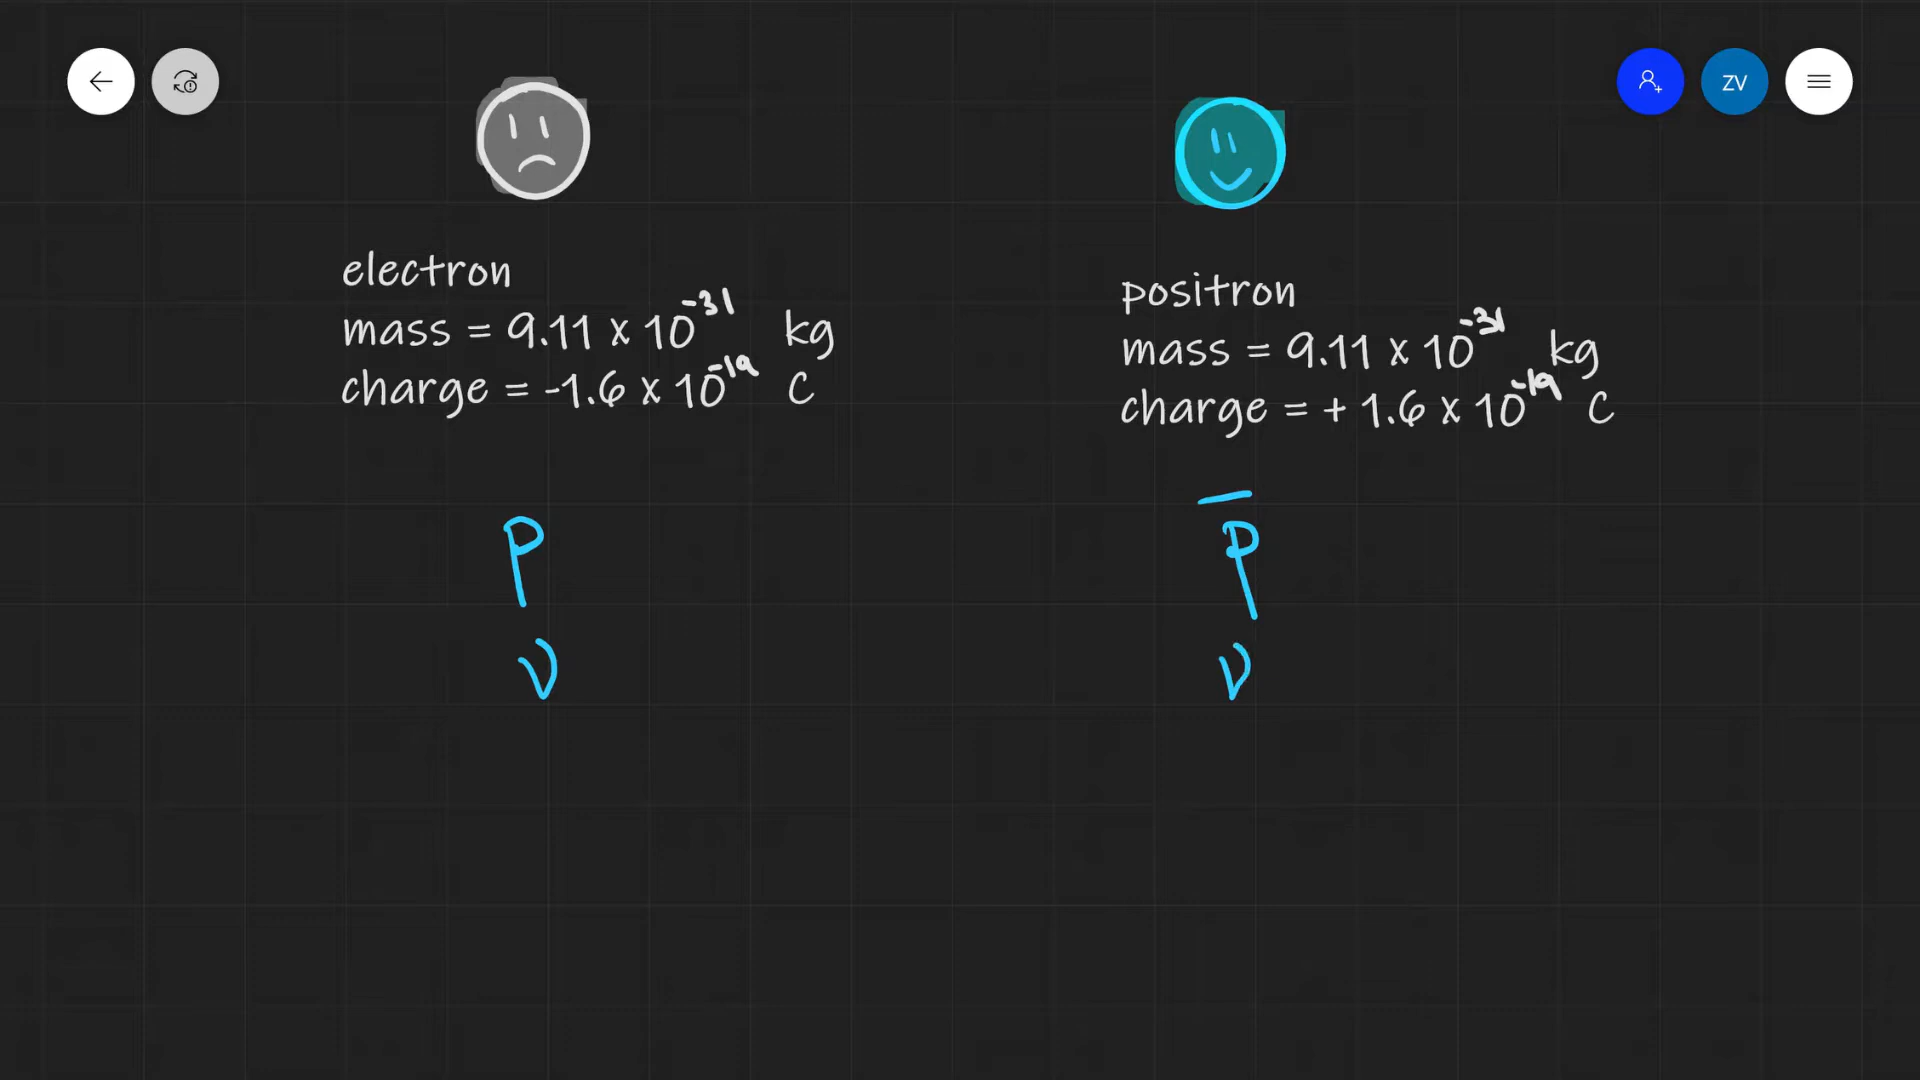 ZV
electron
mass = 9.11 x 10⁻³¹ kg
charge = -1.6 x 10⁻¹⁹ C
positron
mass = 9.11 x 10⁻³¹ kg
charge = + 1.6 x 10⁻¹⁹ C
p
p̅
ν
ν